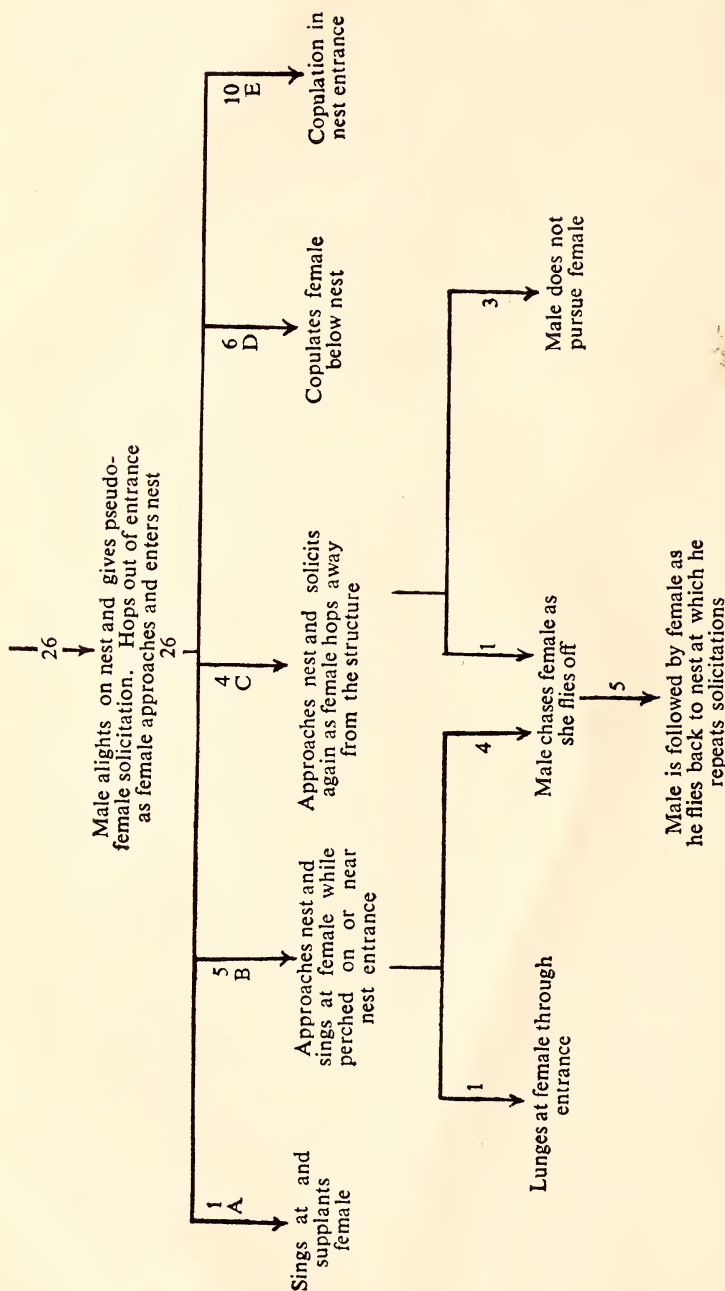 26
Male alights on nest and gives pseudo-
female solicitation. Hops out of entrance
as female approaches and enters nest
26
1
A
Sings at and
supplants
female
5
B
Approaches nest and
sings at female while
perched on or near
nest entrance
4
C
Approaches nest and solicits
again as female hops away
from the structure
6
D
Copulates female
below nest
10
E
Copulation in
nest entrance
1
Lunges at female through
entrance
4
1
Male chases female as
she flies off
3
Male does not
pursue female
5
Male is followed by female as
he flies back to nest at which he
repeats solicitations